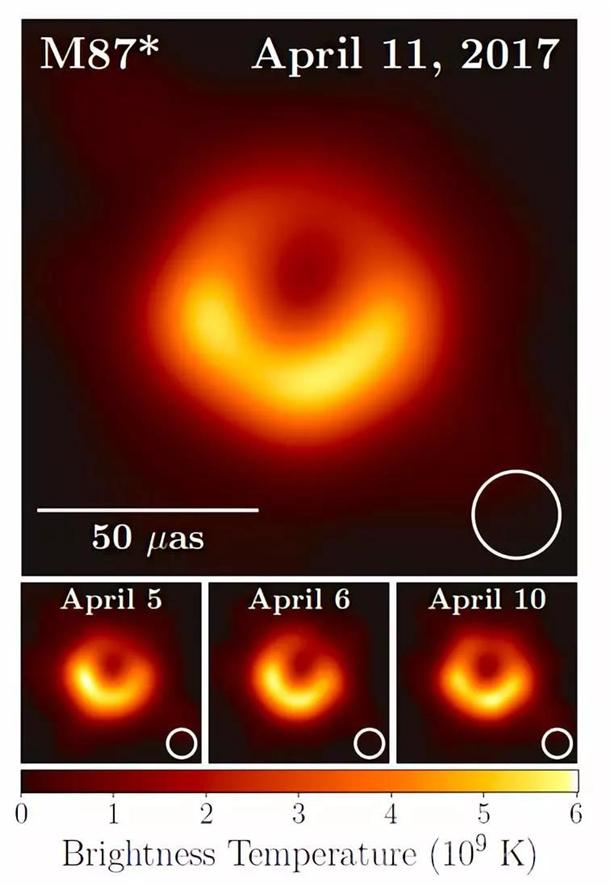 M87* April 11, 2017
50 μas
April 5 April 6 April 10
0 1 2 3 4 5 6
Brightness Temperature (10⁹ K)